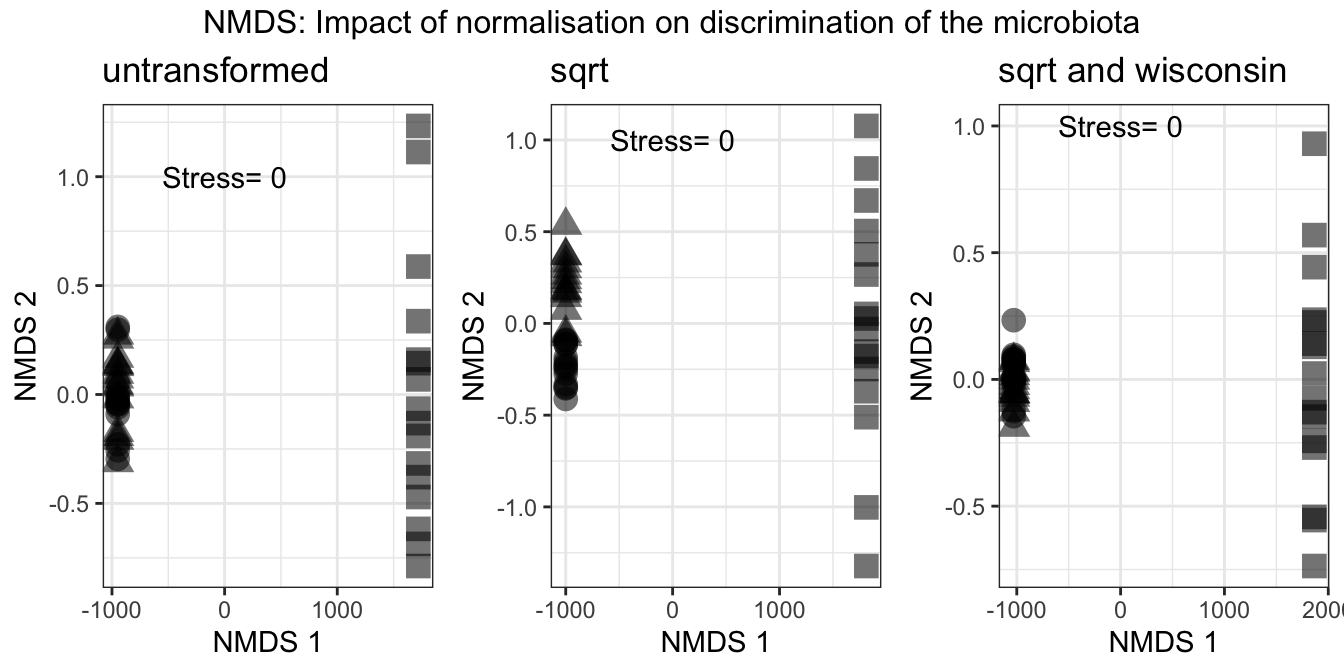 NMDS: Impact of normalisation on discrimination of the microbiota
untransformed
sqrt
sqrt and wisconsin
Stress= 0
1.0
0.5
0.0
-0.5
NMDS 2
-1000
0
1000
NMDS 1
Stress= 0
1.0
0.5
0.0
-0.5
-1.0
NMDS 2
-1000
0
1000
NMDS 1
Stress= 0
1.0
0.5
0.0
-0.5
NMDS 2
-1000
0
1000
2000
NMDS 1